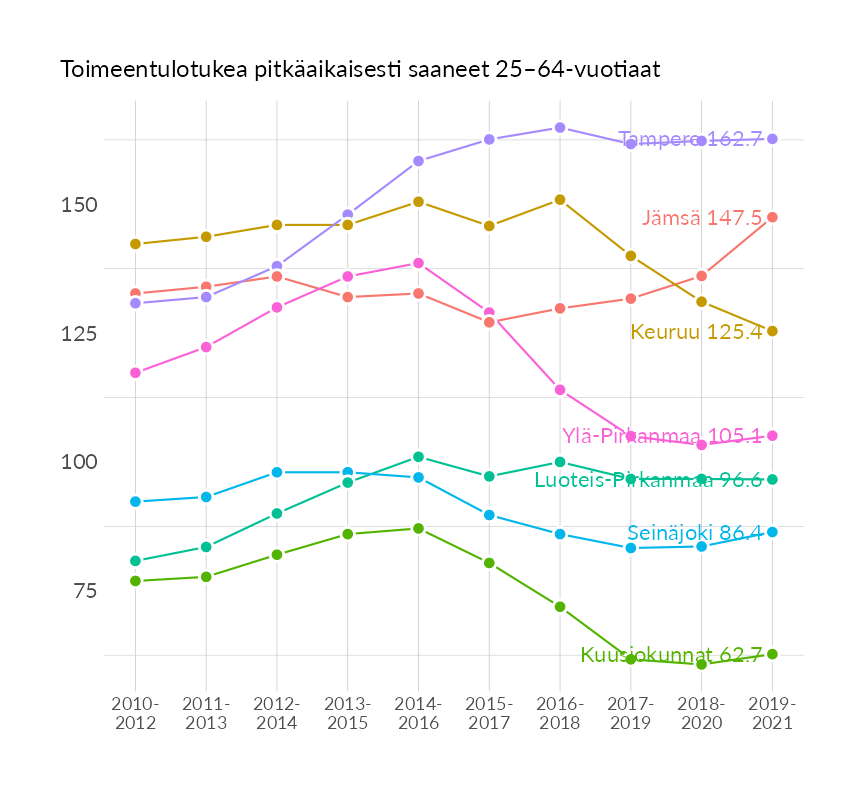 Toimeentulotukea pitkäaikaisesti saaneet 25–64-vuotiaat
Tampere 162.7
150
Jämsä 147.5
125
Keuruu 125.4
Ylä-Pirkanmaa 105.1
100
Luoteis-Pirkanmaa 96.6
Seinäjoki 86.4
75
Kuusiokunnat 62.7
2010- 2011- 2012- 2013- 2014- 2015- 2016- 2017- 2018- 2019-
2012 2013 2014 2015 2016 2017 2018 2019 2020 2021